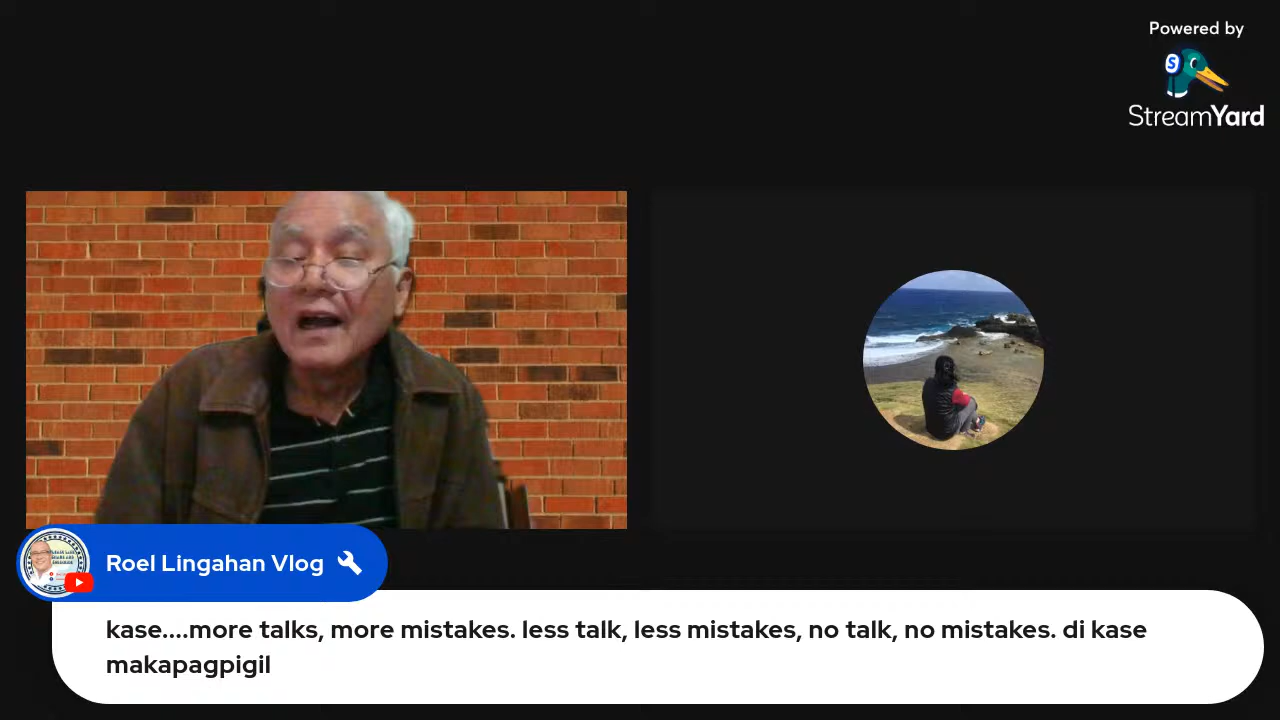 Powered by
S
StreamYard
Roel Lingahan Vlog
kase....more talks, more mistakes. less talk, less mistakes, no talk, no mistakes. di kase
makapagpigil